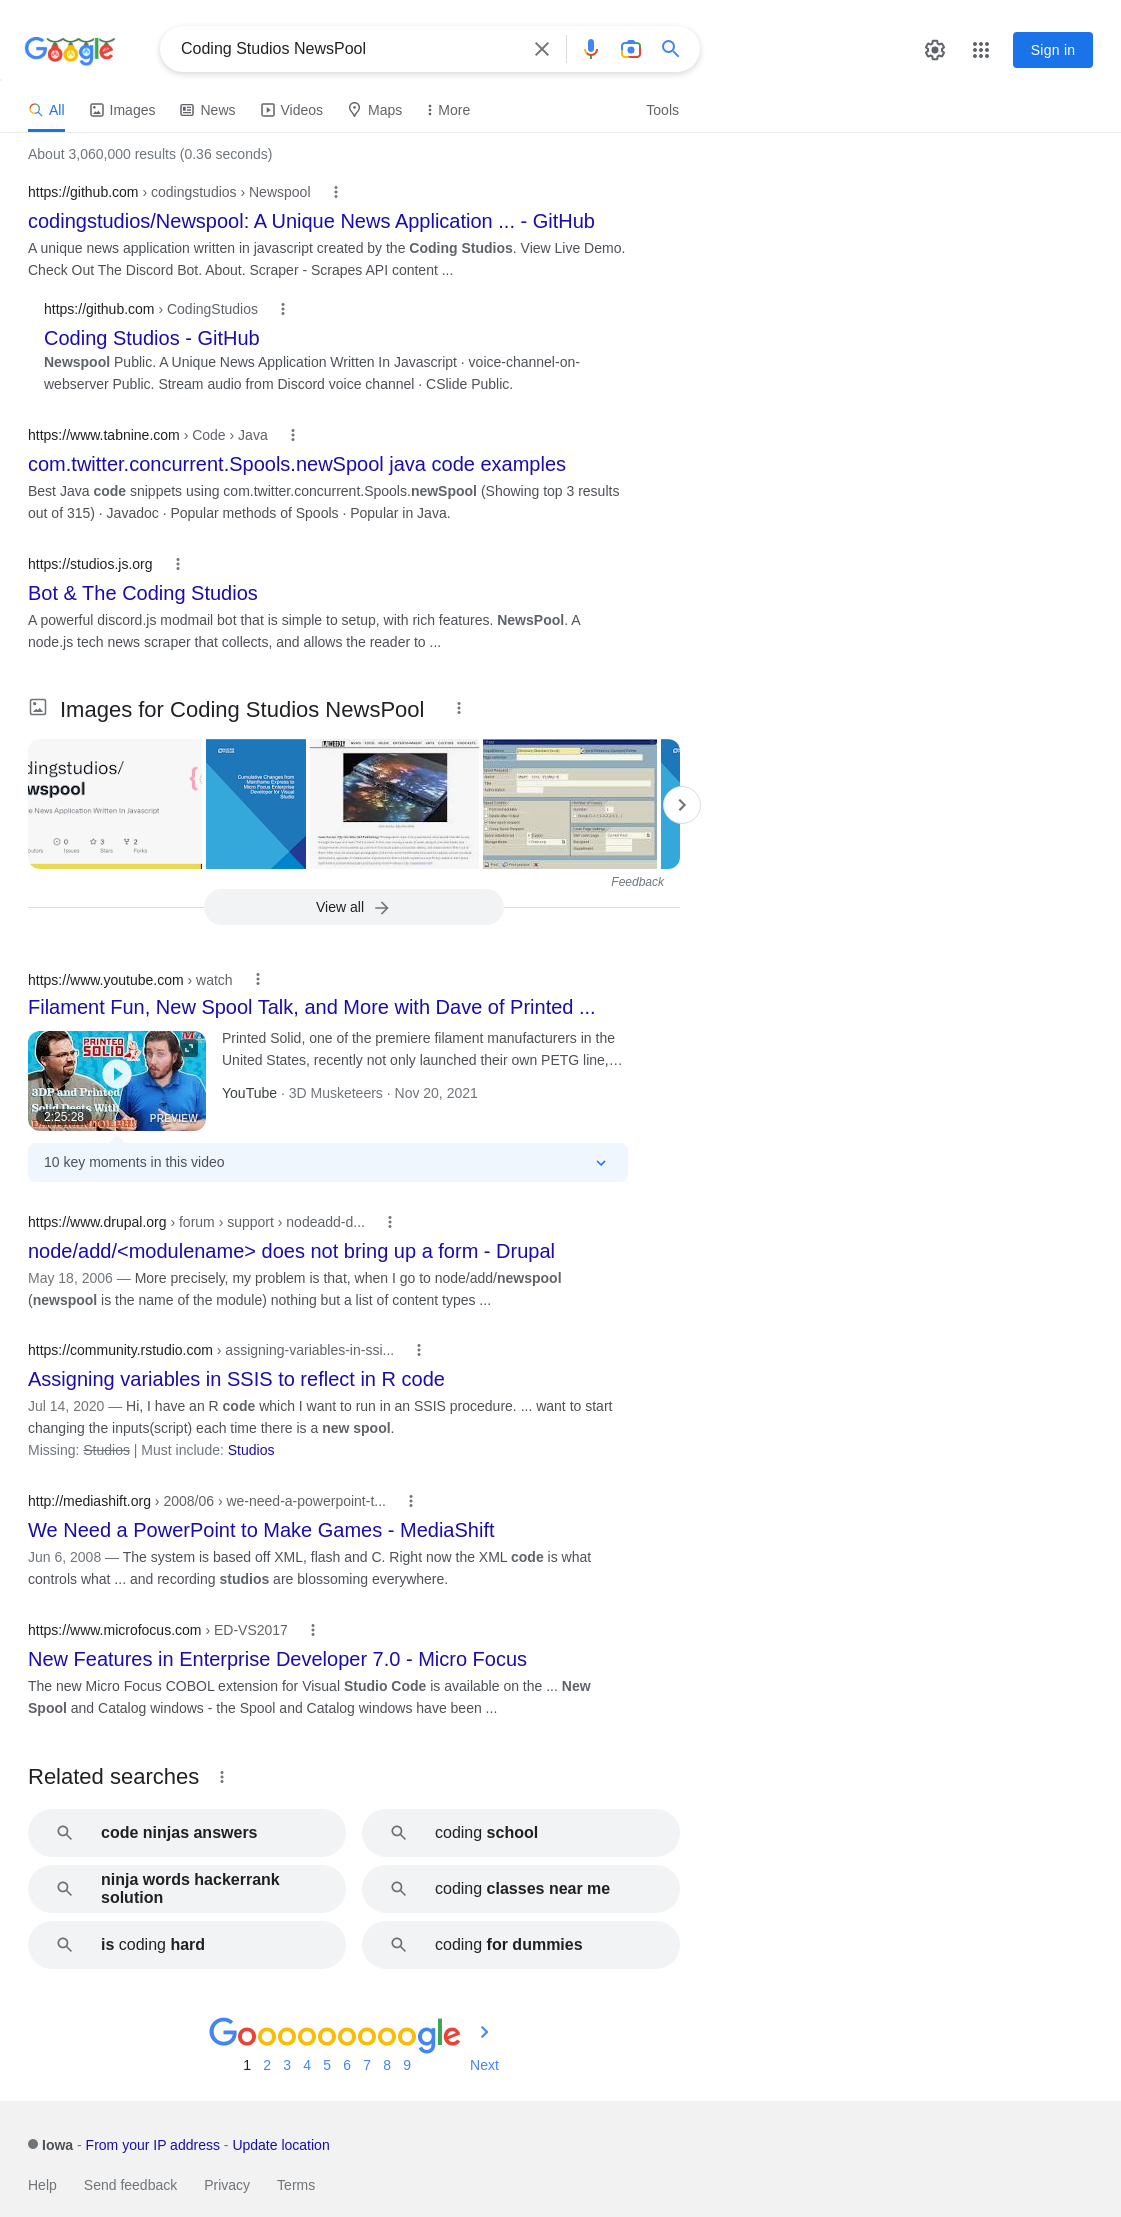 Google
Coding Studios NewsPool
Sign in
All
Images
News
Videos
Maps
More
Tools
About 3,060,000 results (0.36 seconds)
https://github.com › codingstudios › Newspool
codingstudios/Newspool: A Unique News Application ... - GitHub
A unique news application written in javascript created by the Coding Studios. View Live Demo.
Check Out The Discord Bot. About. Scraper - Scrapes API content ...
https://github.com › CodingStudios
Coding Studios - GitHub
Newspool Public. A Unique News Application Written In Javascript · voice-channel-on-
webserver Public. Stream audio from Discord voice channel · CSlide Public.
https://www.tabnine.com › Code › Java
com.twitter.concurrent.Spools.newSpool java code examples
Best Java code snippets using com.twitter.concurrent.Spools.newSpool (Showing top 3 results
out of 315) · Javadoc · Popular methods of Spools · Popular in Java.
https://studios.js.org
Bot & The Coding Studios
A powerful discord.js modmail bot that is simple to setup, with rich features. NewsPool. A
node.js tech news scraper that collects, and allows the reader to ...
Images for Coding Studios NewsPool
dingstudios/
wspool
e News Application Written In Javascript
0
3
2
Issues
Stars
Forks
Cumulative Changes from
Mainframe Express to
Micro Focus Enterprise
Developer for Visual
Studio
Feedback
View all
https://www.youtube.com › watch
Filament Fun, New Spool Talk, and More with Dave of Printed ...
PRINTED
SOLID
3DP and Printed
Solid Deets With
2:25:28
PREVIEW
Printed Solid, one of the premiere filament manufacturers in the
United States, recently not only launched their own PETG line,…
YouTube · 3D Musketeers · Nov 20, 2021
10 key moments in this video
https://www.drupal.org › forum › support › nodeadd-d...
node/add/<modulename> does not bring up a form - Drupal
May 18, 2006 — More precisely, my problem is that, when I go to node/add/newspool
(newspool is the name of the module) nothing but a list of content types ...
https://community.rstudio.com › assigning-variables-in-ssi...
Assigning variables in SSIS to reflect in R code
Jul 14, 2020 — Hi, I have an R code which I want to run in an SSIS procedure. ... want to start
changing the inputs(script) each time there is a new spool.
Missing: Studios | Must include: Studios
http://mediashift.org › 2008/06 › we-need-a-powerpoint-t...
We Need a PowerPoint to Make Games - MediaShift
Jun 6, 2008 — The system is based off XML, flash and C. Right now the XML code is what
controls what ... and recording studios are blossoming everywhere.
https://www.microfocus.com › ED-VS2017
New Features in Enterprise Developer 7.0 - Micro Focus
The new Micro Focus COBOL extension for Visual Studio Code is available on the ... New
Spool and Catalog windows - the Spool and Catalog windows have been ...
Related searches
code ninjas answers
coding school
ninja words hackerrank
solution
coding classes near me
is coding hard
coding for dummies
Gooooooooogle
1 2 3 4 5 6 7 8 9 Next
Iowa - From your IP address - Update location
Help
Send feedback
Privacy
Terms